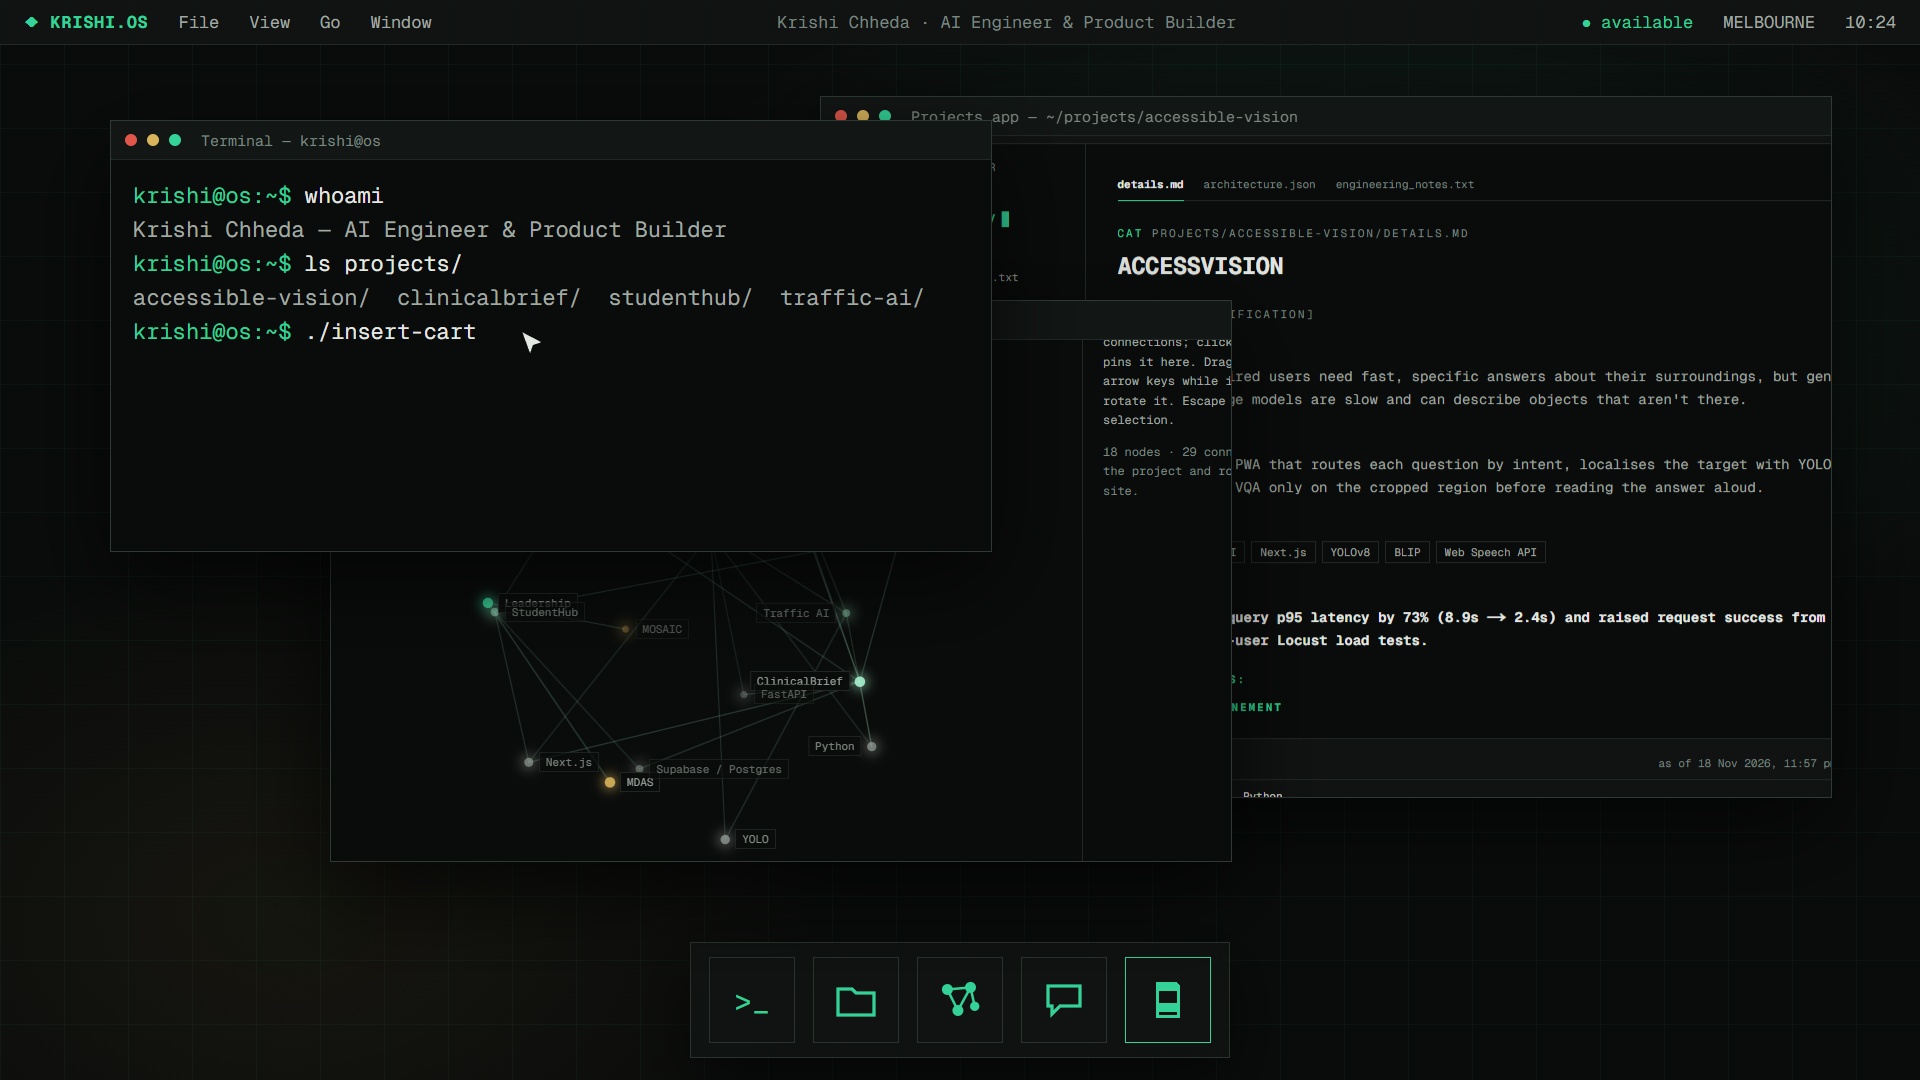 KRISHI.OS File View Go Window
Krishi Chheda · AI Engineer & Product Builder
available MELBOURNE 10:24
Projects.app — ~/projects/accessible-vision
Terminal — krishi@os
krishi@os:~$ whoami
Krishi Chheda — AI Engineer & Product Builder
krishi@os:~$ ls projects/
accessible-vision/ clinicalbrief/ studenthub/ traffic-ai/
krishi@os:~$ ./insert-cart
.txt
details.md architecture.json engineering_notes.txt
CAT PROJECTS/ACCESSIBLE-VISION/DETAILS.MD
ACCESSVISION
IFICATION]
ired users need fast, specific answers about their surroundings, but gen
ge models are slow and can describe objects that aren't there.
PWA that routes each question by intent, localises the target with YOLO
VQA only on the cropped region before reading the answer aloud.
I Next.js YOLOv8 BLIP Web Speech API
query p95 latency by 73% (8.9s → 2.4s) and raised request success from
-user Locust load tests.
S:
NEMENT
as of 18 Nov 2026, 11:57 p
Python
connections; click
pins it here. Drag
arrow keys while i
rotate it. Escape
selection.
18 nodes · 29 conn
the project and ro
site.
Leadership
StudentHub
MOSAIC
Traffic AI
ClinicalBrief
FastAPI
Python
Next.js
Supabase / Postgres
MDAS
YOLO
>_